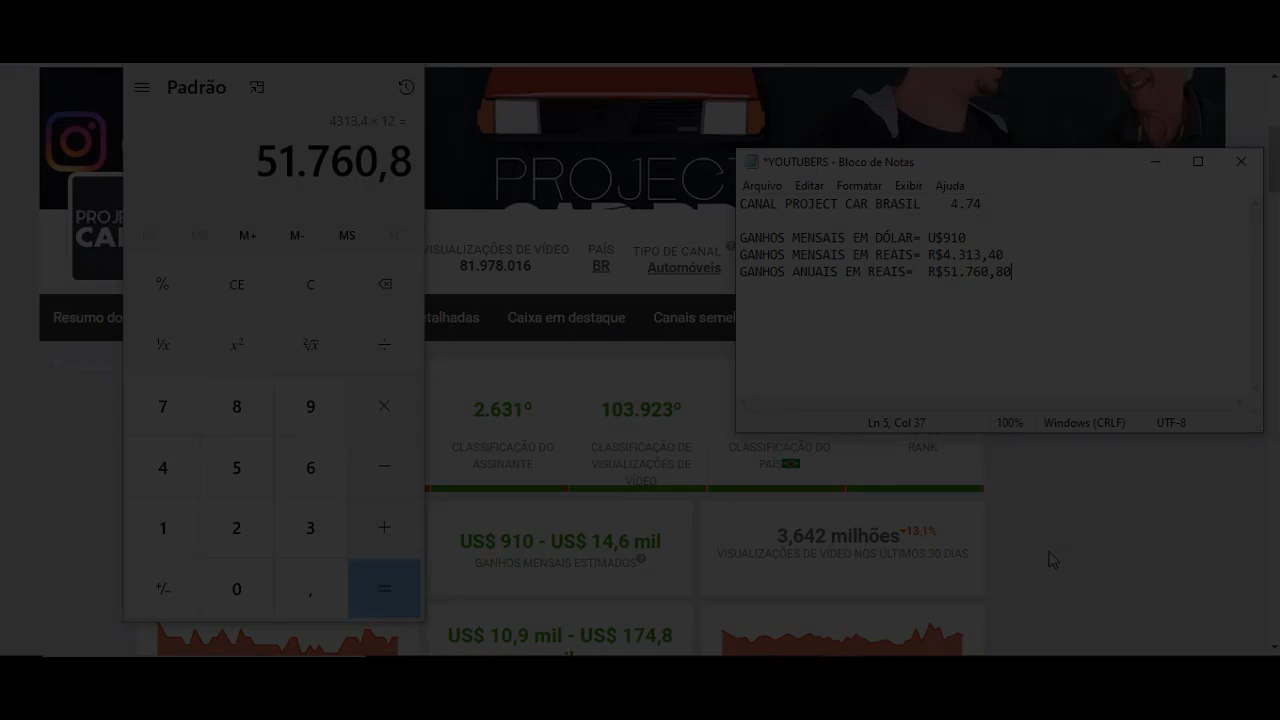 Padrão
4313,4 × 12 =
51.760,8
M+ M- MS
% CE C
¹/x x² ²√x ÷
7 8 9 ×
4 5 6 −
1 2 3 +
+/− 0 , =
PROJECT
PROJ
CA
VISUALIZAÇÕES DE VÍDEO
81.978.016
PAÍS
BR
TIPO DE CANAL
Automóveis
Resumo do
talhadas
Caixa em destaque
Canais semel
*YOUTUBERS - Bloco de Notas
Arquivo Editar Formatar Exibir Ajuda
CANAL PROJECT CAR BRASIL 4.74
GANHOS MENSAIS EM DÓLAR= U$910
GANHOS MENSAIS EM REAIS= R$4.313,40
GANHOS ANUAIS EM REAIS= R$51.760,80
Ln 5, Col 37 100% Windows (CRLF) UTF-8
2.631º
CLASSIFICAÇÃO DO
ASSINANTE
103.923º
CLASSIFICAÇÃO DE
VISUALIZAÇÕES DE
VÍDEO
CLASSIFICAÇÃO DO
PAÍS
RANK
US$ 910 - US$ 14,6 mil
GANHOS MENSAIS ESTIMADOS
3,642 milhões 13,1%
VISUALIZAÇÕES DE VÍDEO NOS ÚLTIMOS 30 DIAS
US$ 10,9 mil - US$ 174,8